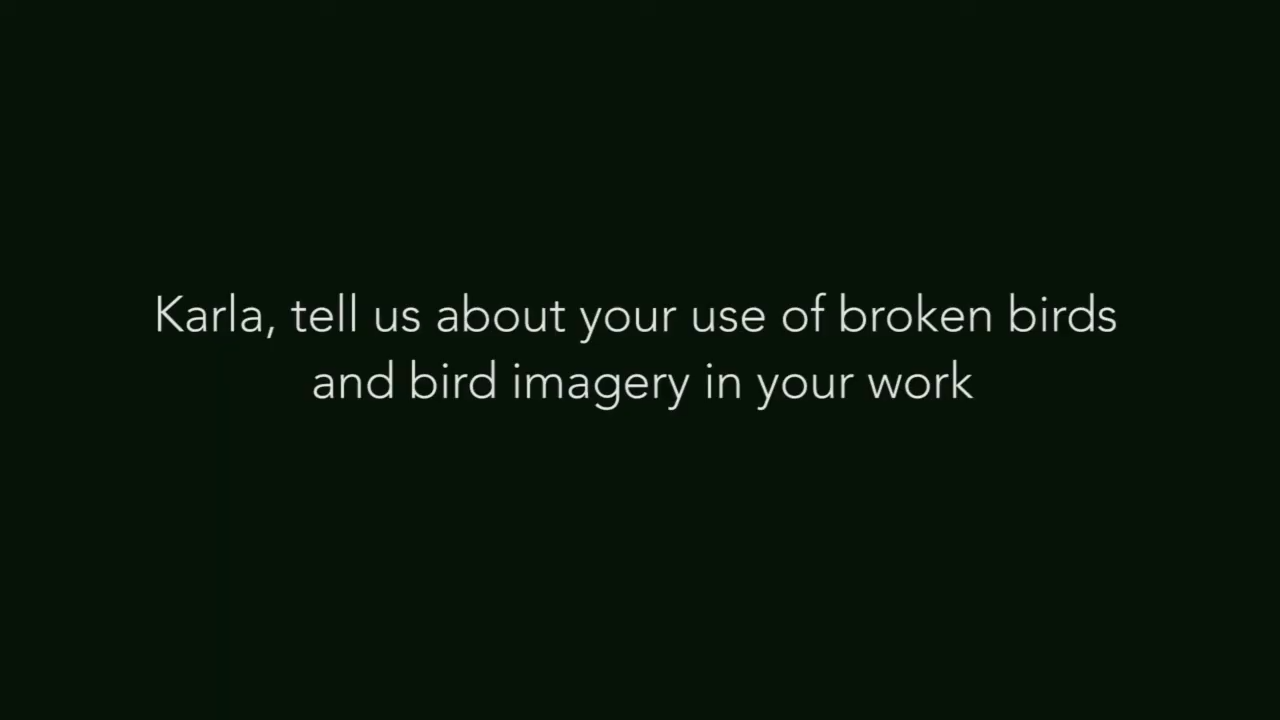 Karla, tell us about your use of broken birds
and bird imagery in your work